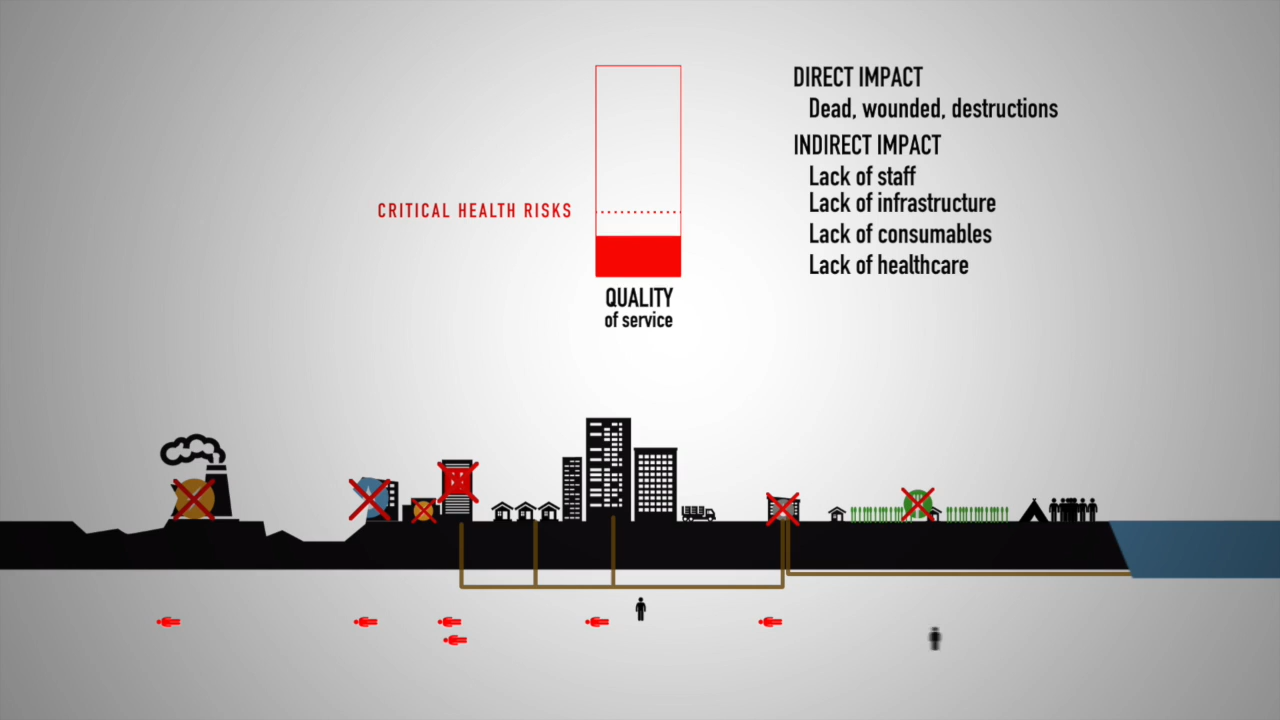 DIRECT IMPACT
Dead, wounded, destructions
INDIRECT IMPACT
Lack of staff
Lack of infrastructure
Lack of consumables
Lack of healthcare
CRITICAL HEALTH RISKS
QUALITY
of service